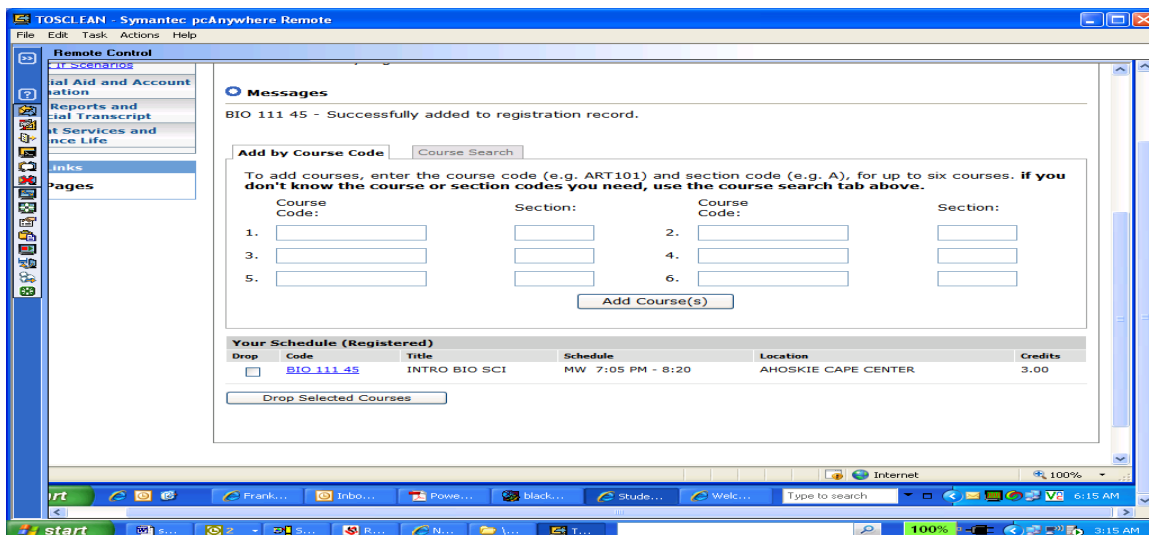 TOSCLEAN - Symantec pcAnywhere Remote
File Edit Task Actions Help
Remote Control
If Scenarios
ial Aid and Account
ation
Reports and
cial Transcript
t Services and
nce Life
Links
Pages
Messages
BIO 111 45 - Successfully added to registration record.
Add by Course Code Course Search
To add courses, enter the course code (e.g. ART101) and section code (e.g. A), for up to six courses. if you
don't know the course or section codes you need, use the course search tab above.
Course Code: Section: Course Code: Section:
1. 2.
3. 4.
5. 6.
Add Course(s)
Your Schedule (Registered)
Drop Code Title Schedule Location Credits
BIO 111 45 INTRO BIO SCI MW 7:05 PM - 8:20 AHOSKIE CAPE CENTER 3.00
Drop Selected Courses
Internet 100%
art Frank... Inbo... Powe... black... Stude... Welc... Type to search 6:15 AM
start s... 2 S... R... N... \... T... 100% 3:15 AM